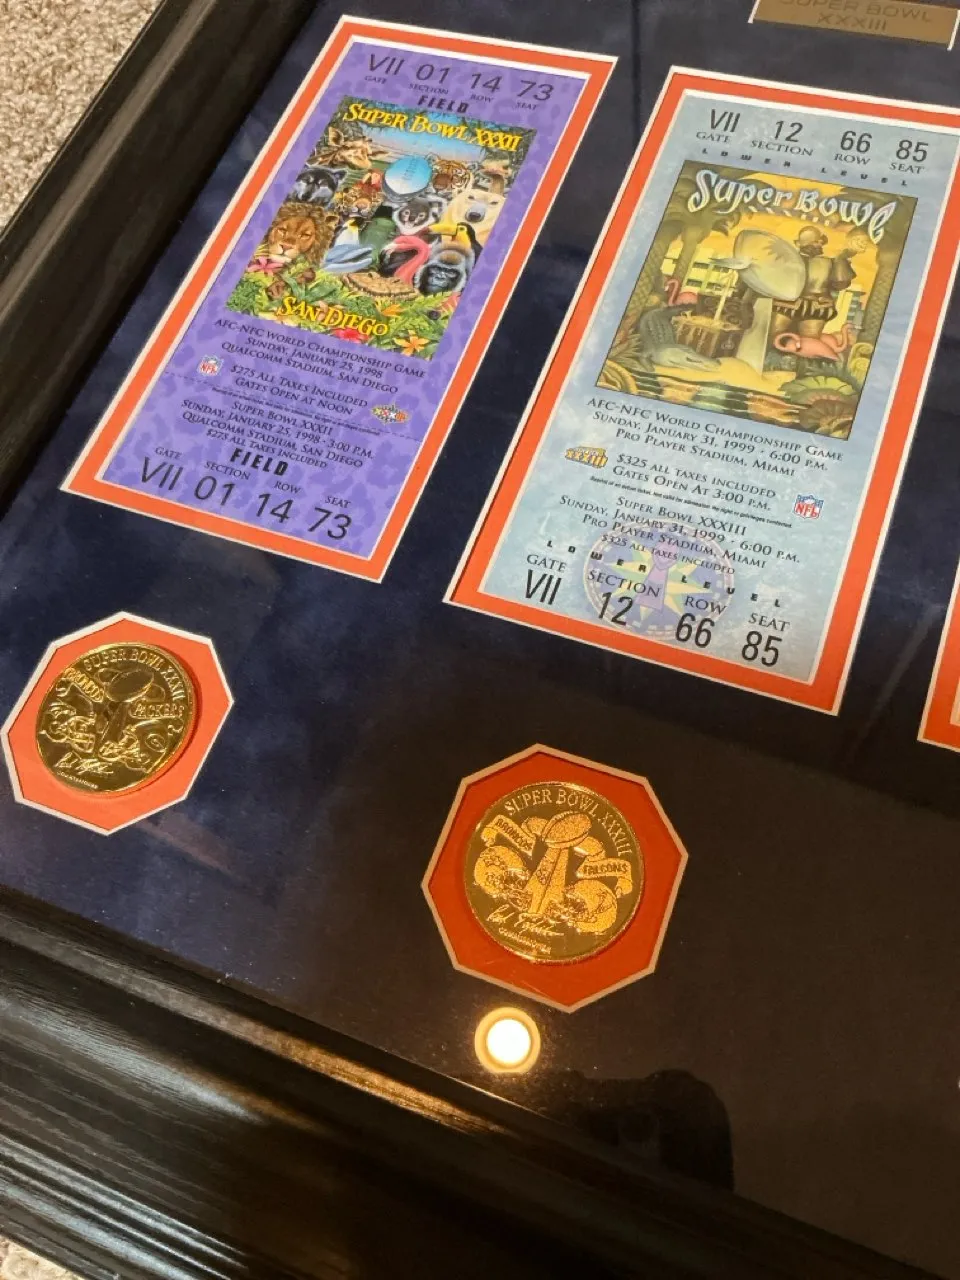 SUPER BOWL
XXXIII
VII 01 14 73
GATE SECTION ROW SEAT
FIELD
SUPER BOWL XXXII
SAN DIEGO
AFC-NFC WORLD CHAMPIONSHIP GAME
SUNDAY, JANUARY 25, 1998
QUALCOMM STADIUM, SAN DIEGO
NFL
$275 ALL TAXES INCLUDED
GATES OPEN AT NOON
SUPER BOWL XXXII
SUNDAY, JANUARY 25, 1998 · 3:00 P.M.
QUALCOMM STADIUM, SAN DIEGO
$275 ALL TAXES INCLUDED
FIELD
GATE SECTION ROW SEAT
VII 01 14 73
VII 12 66 85
GATE SECTION ROW SEAT
LOWER LEVEL
Super Bowl
AFC-NFC WORLD CHAMPIONSHIP GAME
SUNDAY, JANUARY 31, 1999 · 6:00 P.M.
PRO PLAYER STADIUM, MIAMI
XXXIII
$325 ALL TAXES INCLUDED
GATES OPEN AT 3:00 P.M.
NFL
SUPER BOWL XXXIII
SUNDAY, JANUARY 31, 1999 · 6:00 P.M.
PRO PLAYER STADIUM, MIAMI
$325 ALL TAXES INCLUDED
LOWER LEVEL
GATE SECTION ROW SEAT
VII 12 66 85
SUPER BOWL XXXII
BRONCOS
PACKERS
COMMISSIONER
SUPER BOWL XXXIII
BRONCOS
FALCONS
COMMISSIONER